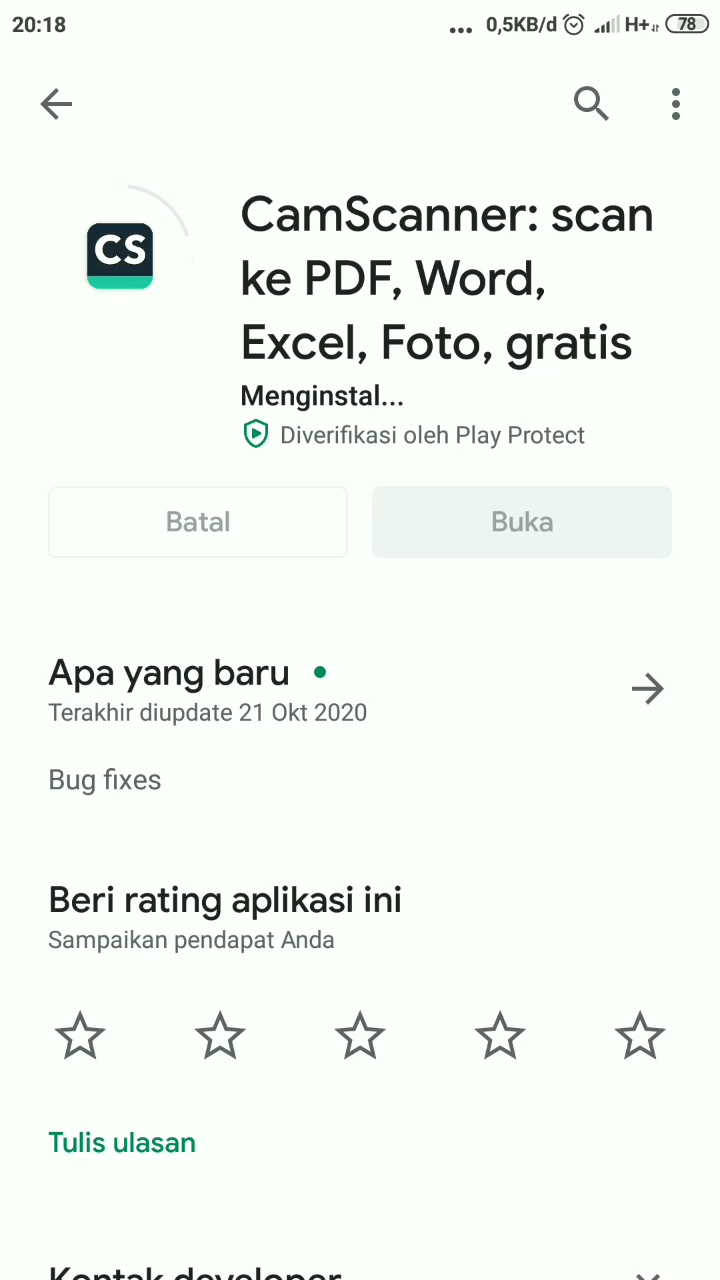 20:18
... 0,5KB/d H+ 78
CS
CamScanner: scan
ke PDF, Word,
Excel, Foto, gratis
Menginstal...
Diverifikasi oleh Play Protect
Batal
Buka
Apa yang baru
Terakhir diupdate 21 Okt 2020
Bug fixes
Beri rating aplikasi ini
Sampaikan pendapat Anda
Tulis ulasan
Kontak developer